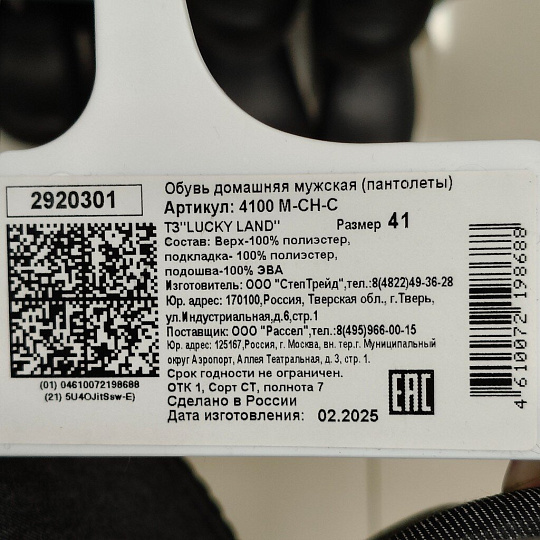 2920301
Обувь домашняя мужская (пантолеты)
Артикул: 4100 M-CH-C
ТЗ"LUCKY LAND" Размер 41
Состав: Верх-100% полиэстер,
подкладка- 100% полиэстер,
подошва-100% ЭВА
Изготовитель: ООО "СтепТрейд",тел.:8(4822)49-36-28
Юр. адрес: 170100,Россия, Тверская обл., г.Тверь,
ул.Индустриальная,д.6,стр.1
Поставщик: ООО "Рассел",тел.:8(495)966-00-15
Юр. адрес: 125167,Россия, г. Москва, вн. тер.г. Муниципальный
округ Аэропорт, Аллея Театральная, д. 3, стр. 1.
Срок годности не ограничен.
ОТК 1, Сорт СТ, полнота 7
Сделано в России
Дата изготовления: 02.2025
EAC
(01) 04610072198688
(21) 5U4OJitSsw-E)
4 610072 198688